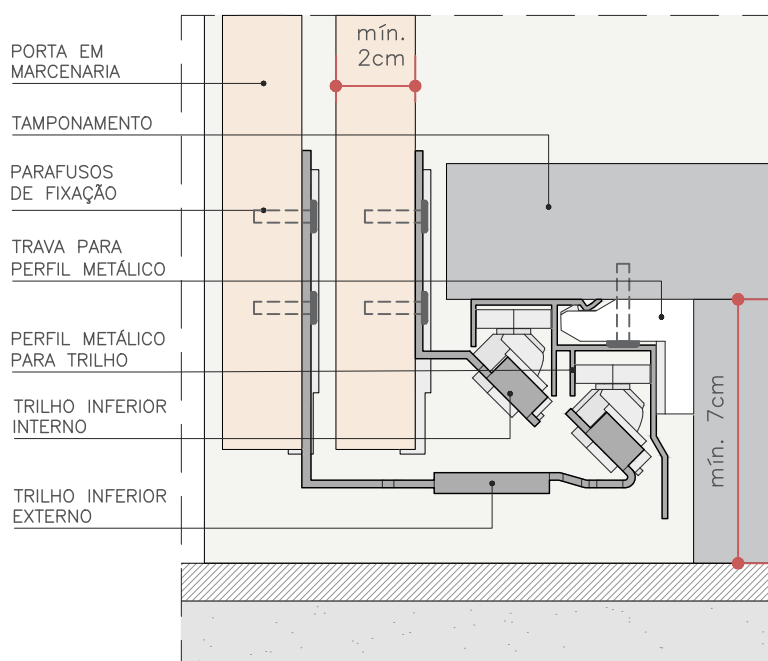 mín.
2cm
PORTA EM
MARCENARIA
TAMPONAMENTO
PARAFUSOS
DE FIXAÇÃO
TRAVA PARA
PERFIL METÁLICO
PERFIL METÁLICO
PARA TRILHO
TRILHO INFERIOR
INTERNO
TRILHO INFERIOR
EXTERNO
mín. 7cm